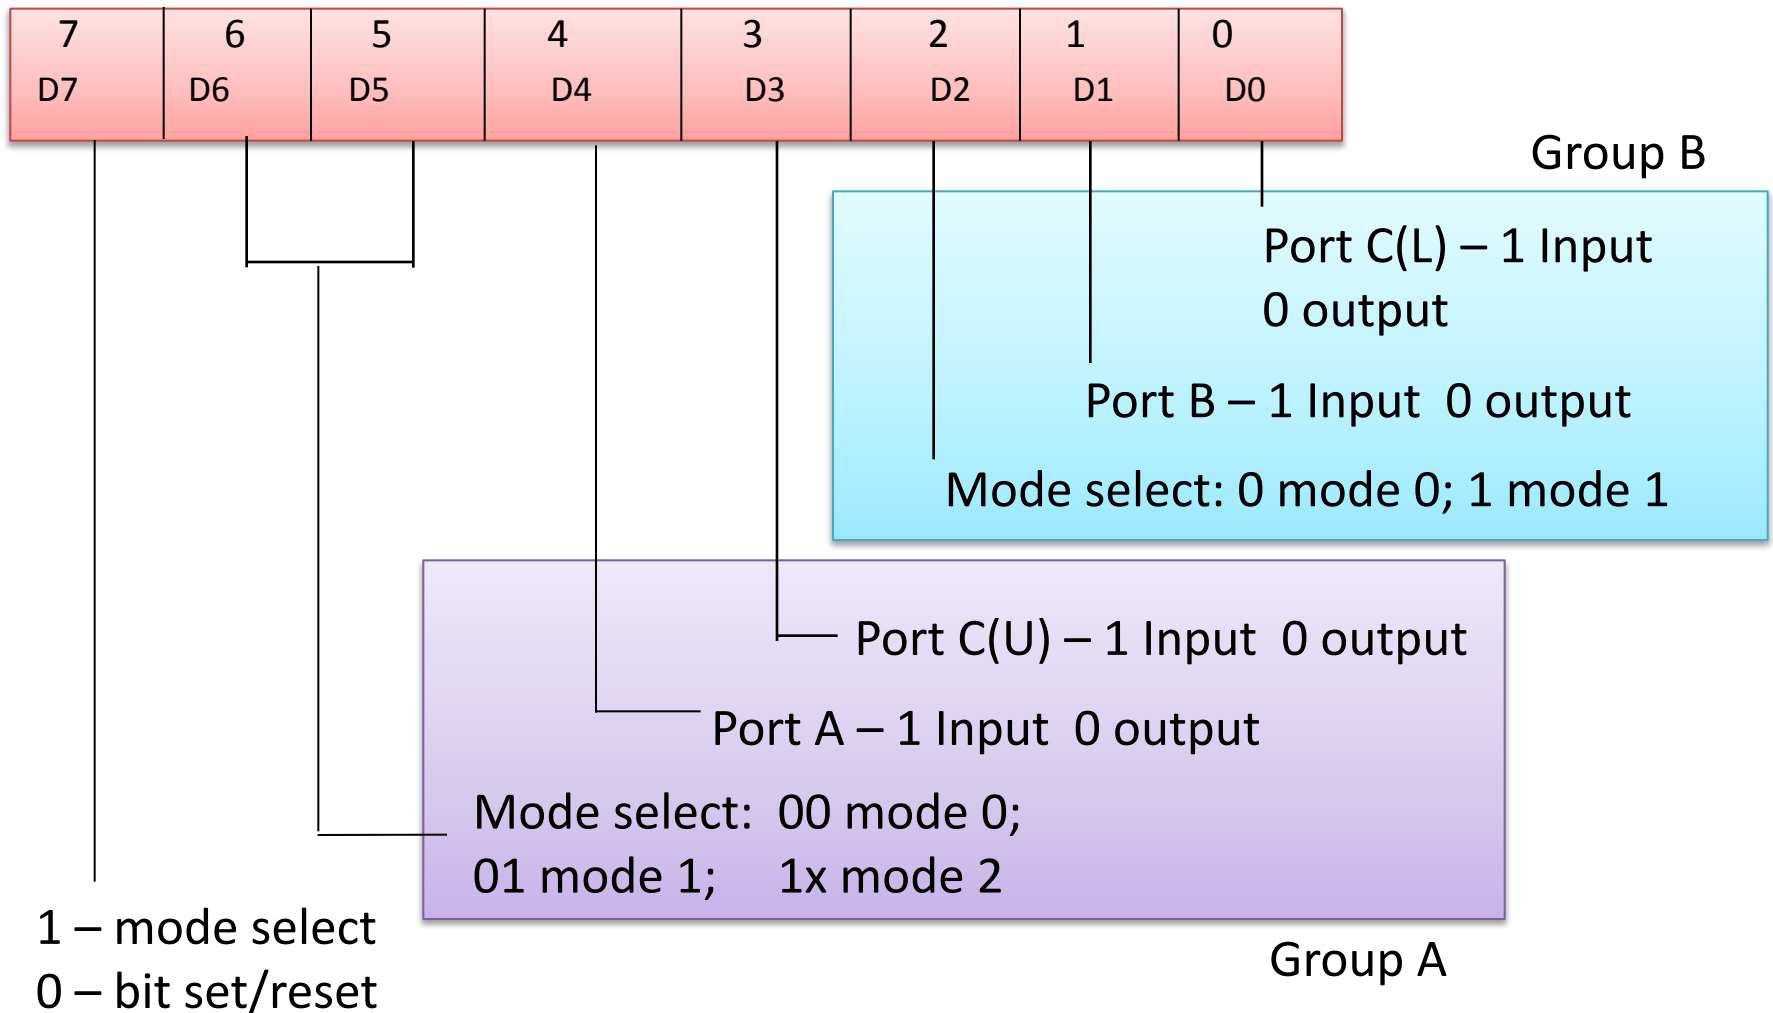 7 6 5 4 3 2 1 0
D7 D6 D5 D4 D3 D2 D1 D0
Group B
Port C(L) – 1 Input
0 output
Port B – 1 Input 0 output
Mode select: 0 mode 0; 1 mode 1
Port C(U) – 1 Input 0 output
Port A – 1 Input 0 output
Mode select: 00 mode 0;
01 mode 1; 1x mode 2
1 – mode select
0 – bit set/reset
Group A